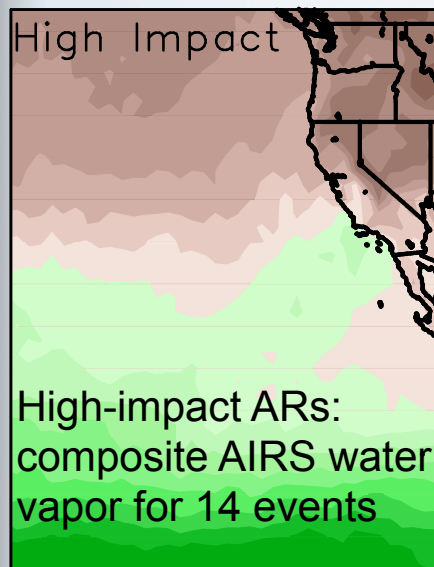 High Impact
High-impact ARs:
composite AIRS water
vapor for 14 events